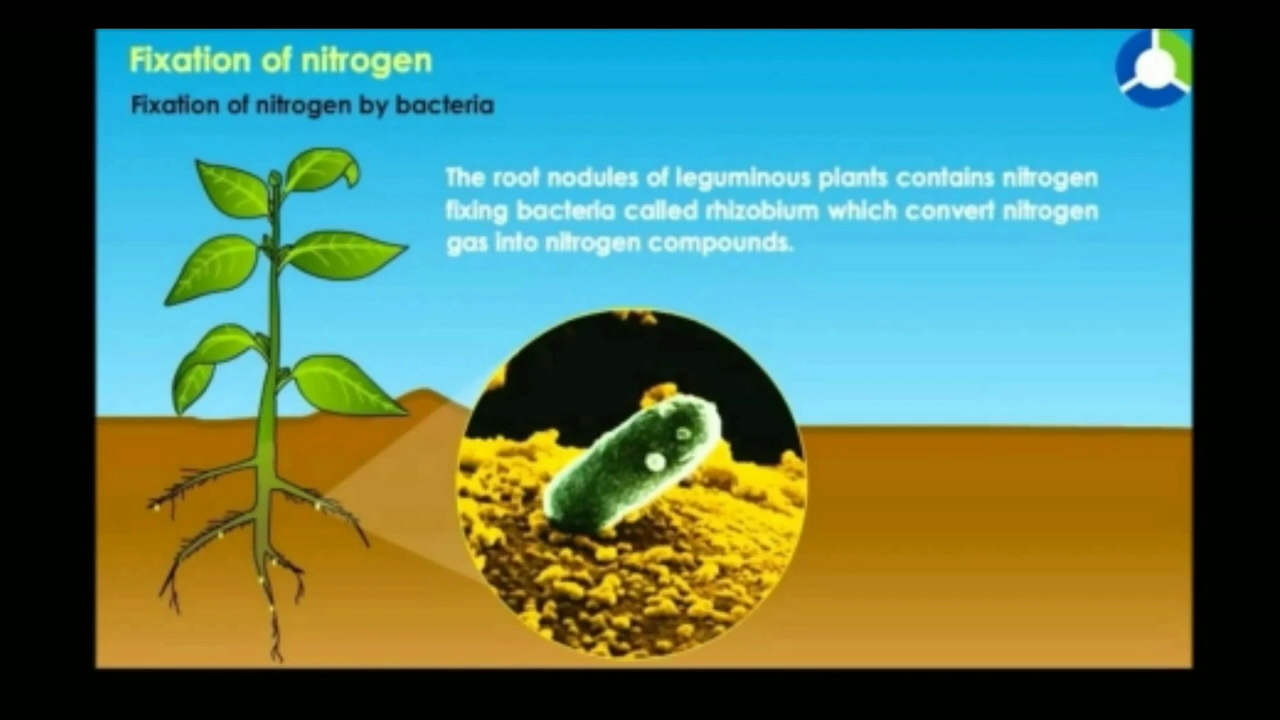 Fixation of nitrogen
Fixation of nitrogen by bacteria
The root nodules of leguminous plants contains nitrogen
fixing bacteria called rhizobium which convert nitrogen
gas into nitrogen compounds.